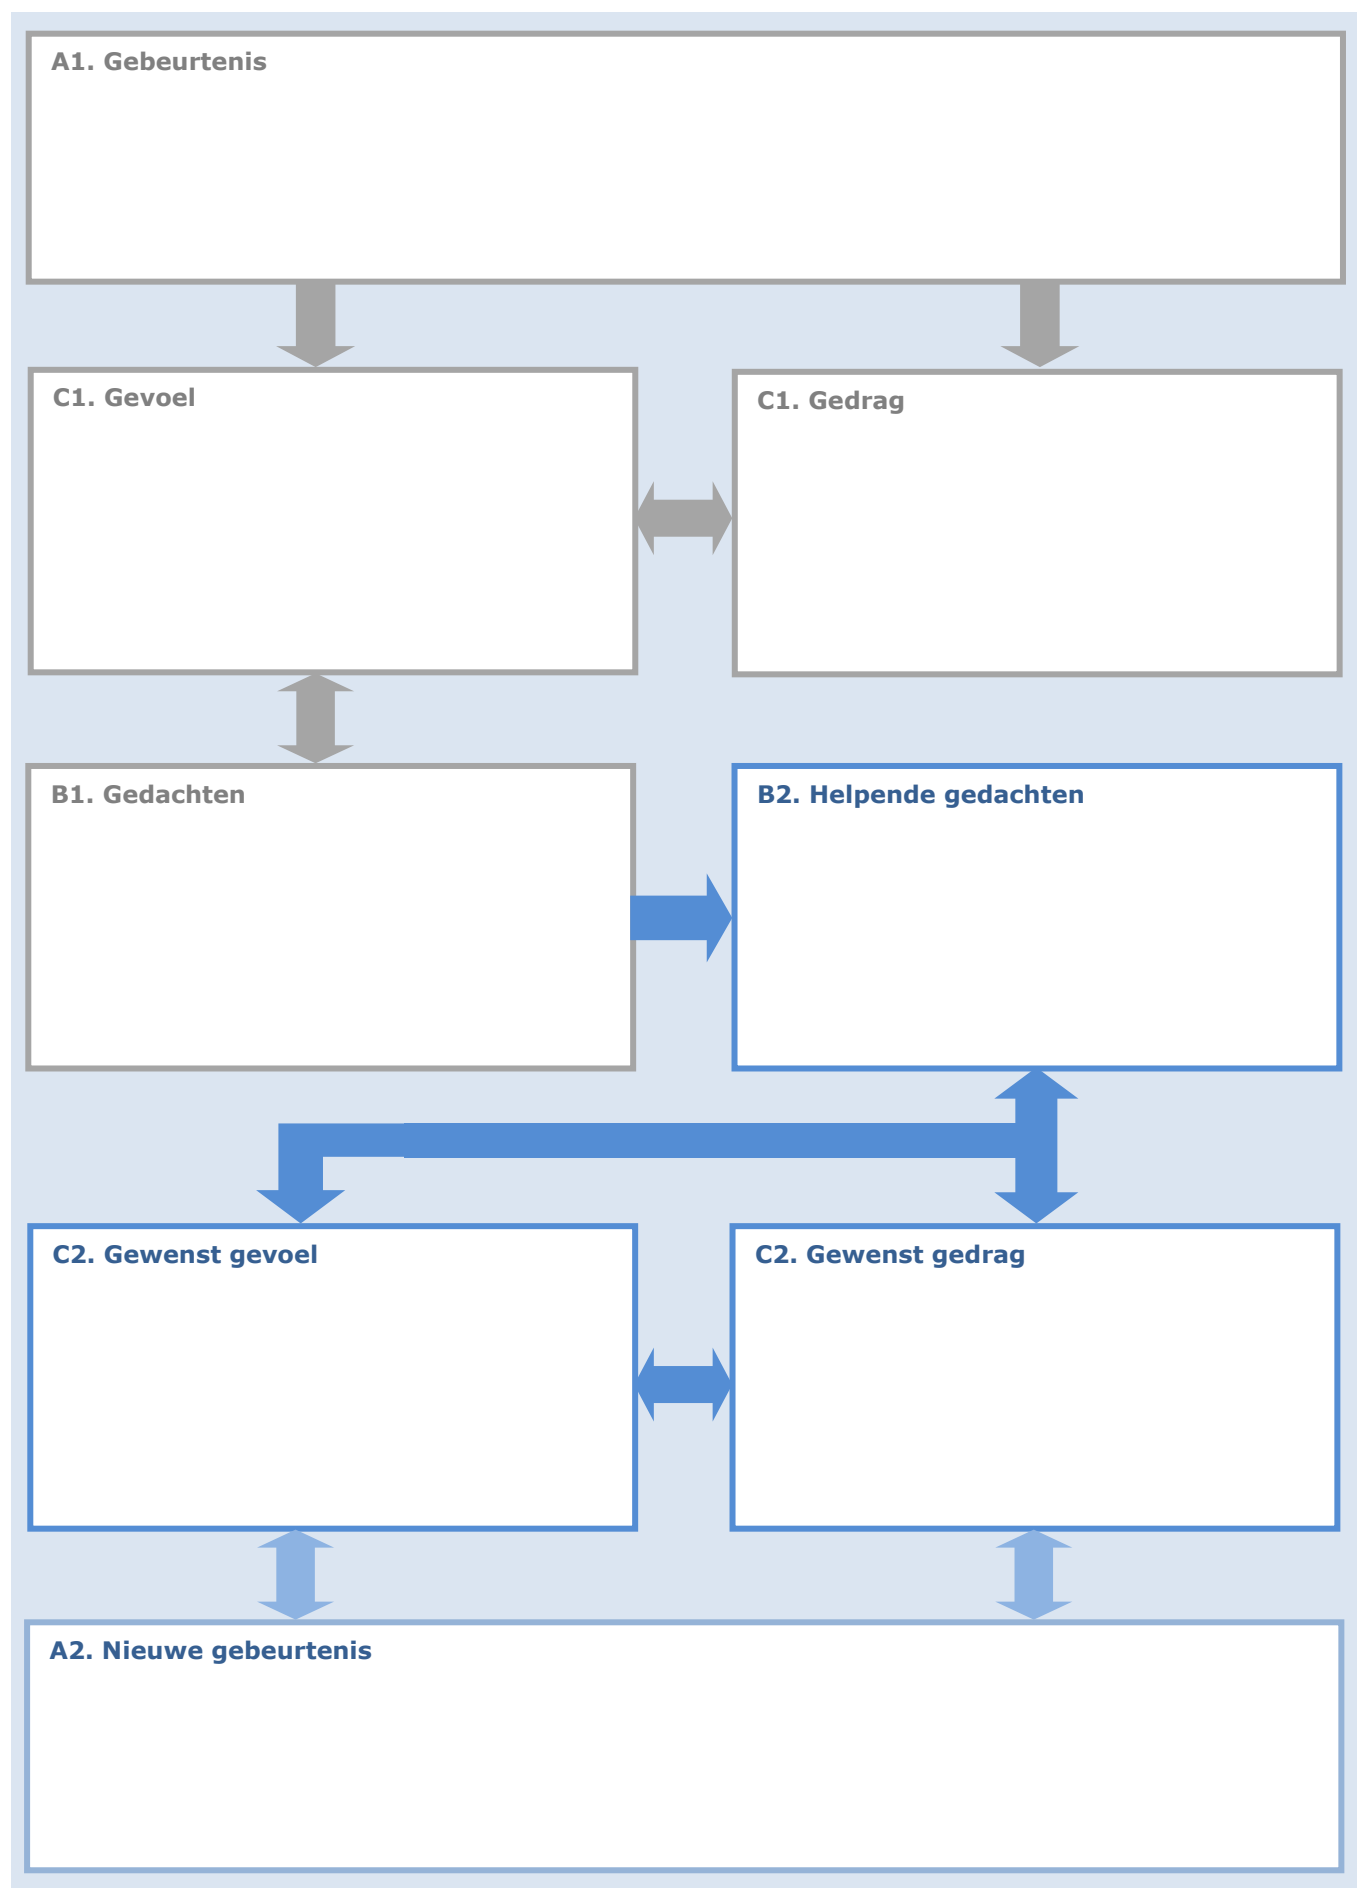 A1. Gebeurtenis
C1. Gevoel
C1. Gedrag
B1. Gedachten
B2. Helpende gedachten
C2. Gewenst gevoel
C2. Gewenst gedrag
A2. Nieuwe gebeurtenis